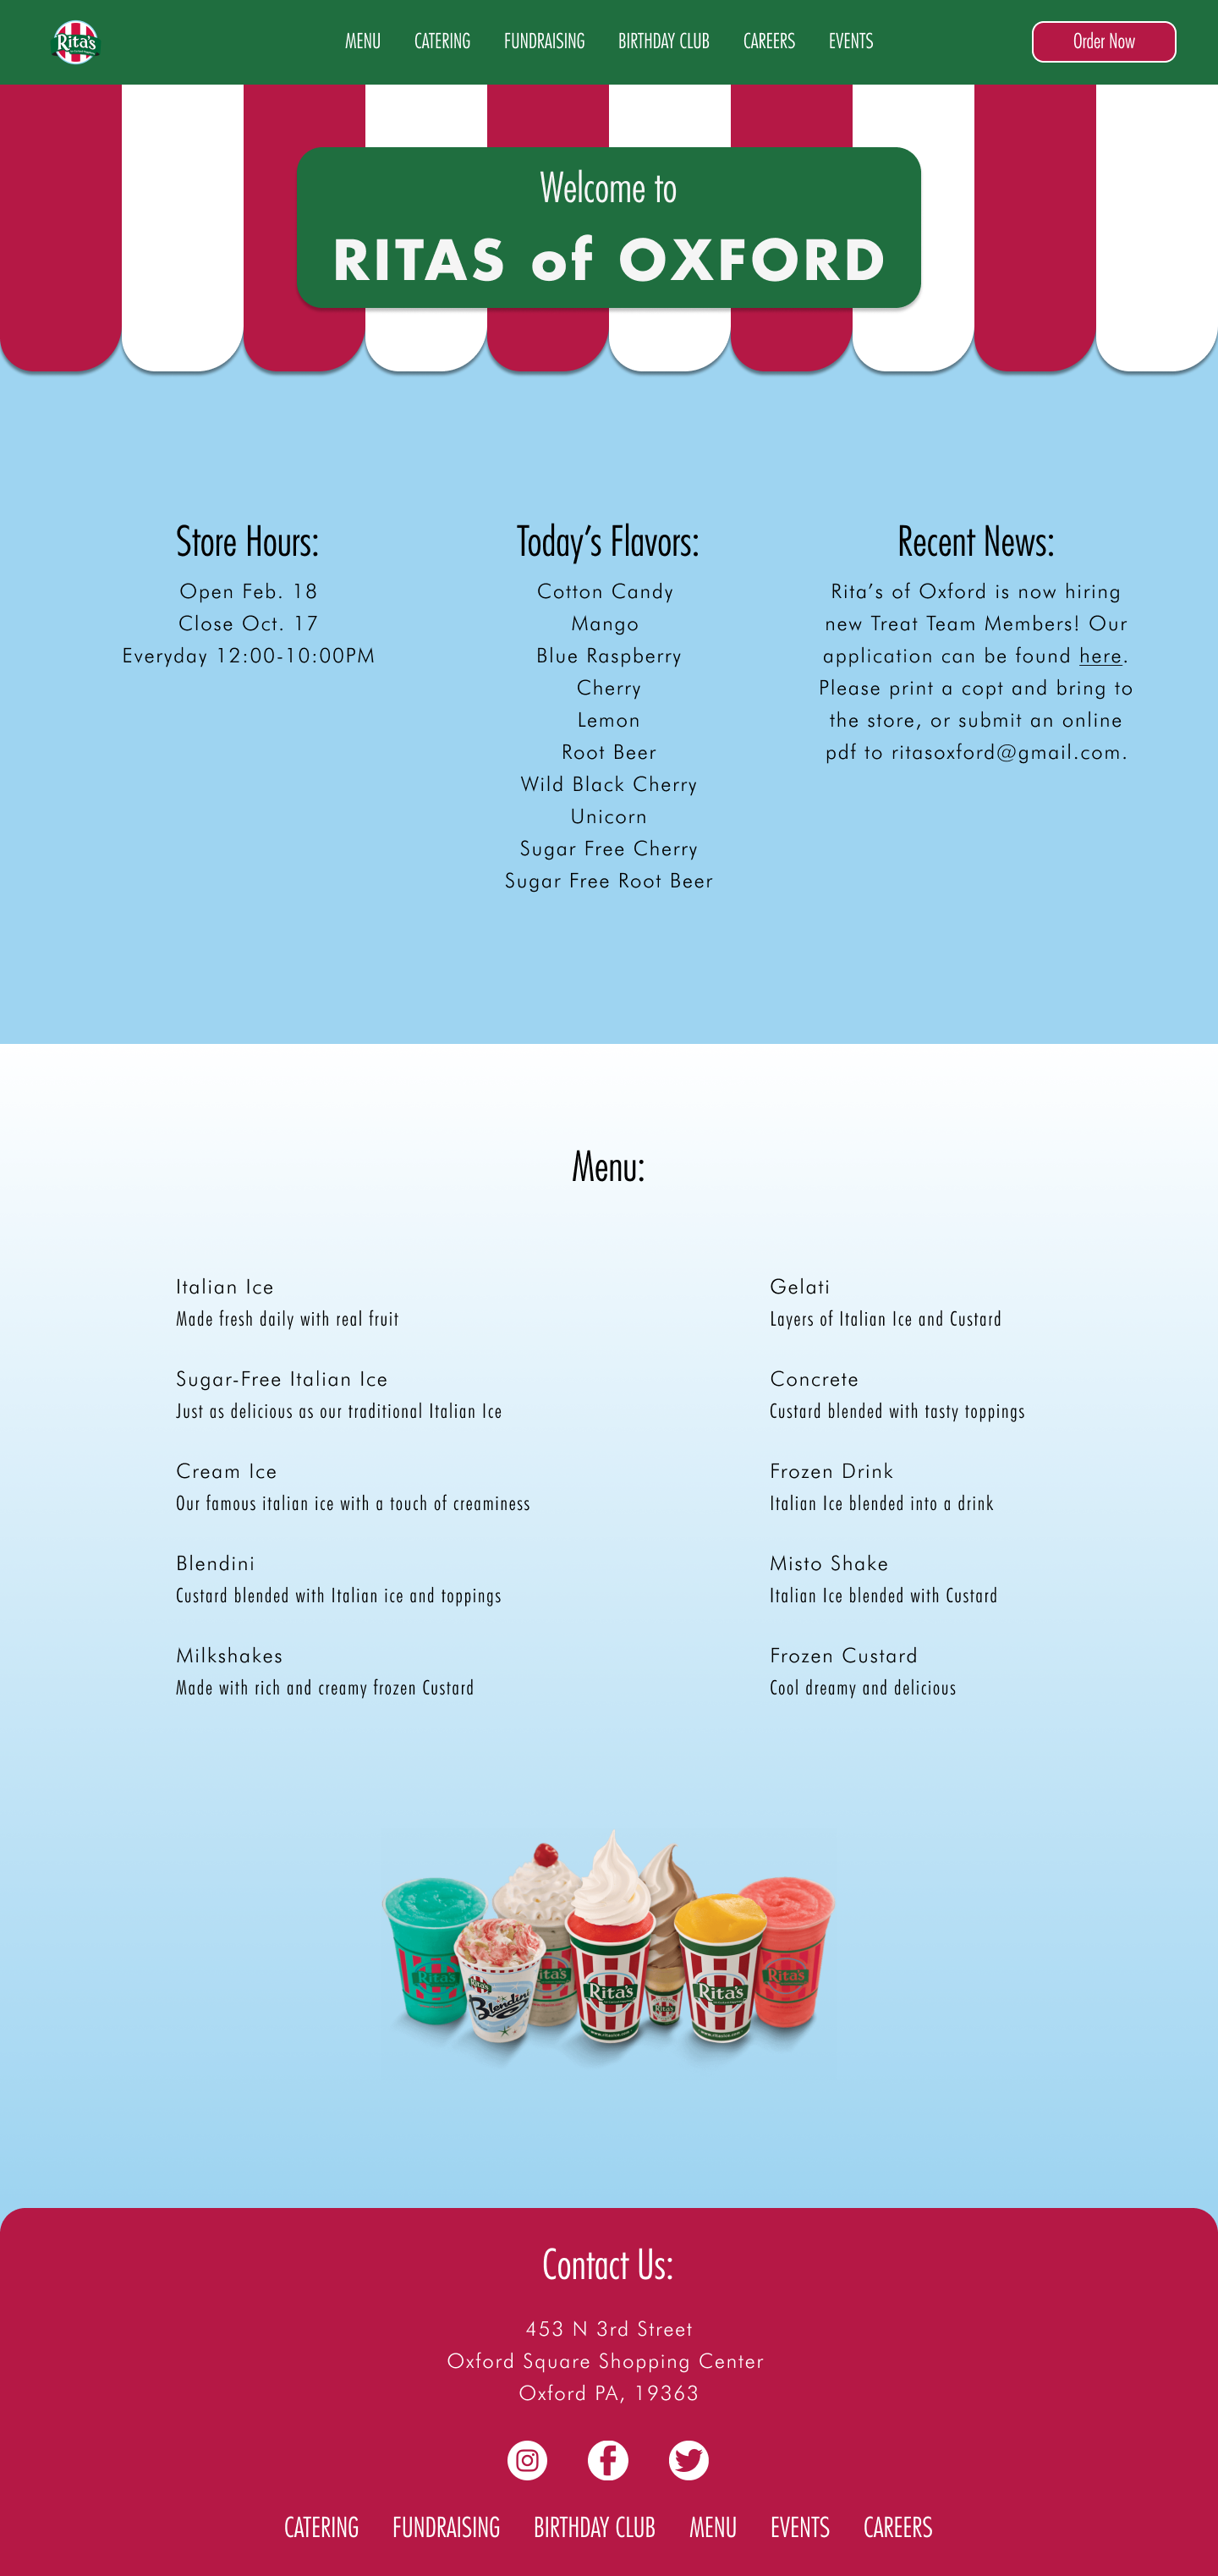 Rita's
MENU CATERING FUNDRAISING BIRTHDAY CLUB CAREERS EVENTS
Order Now
Welcome to
RITAS of OXFORD
Store Hours:
Open Feb. 18
Close Oct. 17
Everyday 12:00-10:00PM
Today's Flavors:
Cotton Candy
Mango
Blue Raspberry
Cherry
Lemon
Root Beer
Wild Black Cherry
Unicorn
Sugar Free Cherry
Sugar Free Root Beer
Recent News:
Rita's of Oxford is now hiring
new Treat Team Members! Our
application can be found here.
Please print a copt and bring to
the store, or submit an online
pdf to ritasoxford@gmail.com.
Menu:
Italian Ice
Made fresh daily with real fruit
Sugar-Free Italian Ice
Just as delicious as our traditional Italian Ice
Cream Ice
Our famous italian ice with a touch of creaminess
Blendini
Custard blended with Italian ice and toppings
Milkshakes
Made with rich and creamy frozen Custard
Gelati
Layers of Italian Ice and Custard
Concrete
Custard blended with tasty toppings
Frozen Drink
Italian Ice blended into a drink
Misto Shake
Italian Ice blended with Custard
Frozen Custard
Cool dreamy and delicious
Rita's
Rita's
Blendini
Rita's
Rita's
Rita's
Rita's
Contact Us:
453 N 3rd Street
Oxford Square Shopping Center
Oxford PA, 19363
CATERING FUNDRAISING BIRTHDAY CLUB MENU EVENTS CAREERS